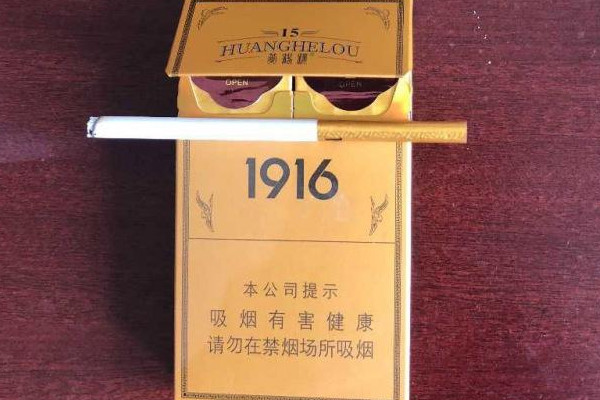 15
HUANGHELOU
黄鹤楼
OPEN OPEN
1916
本公司提示
吸烟有害健康
请勿在禁烟场所吸烟